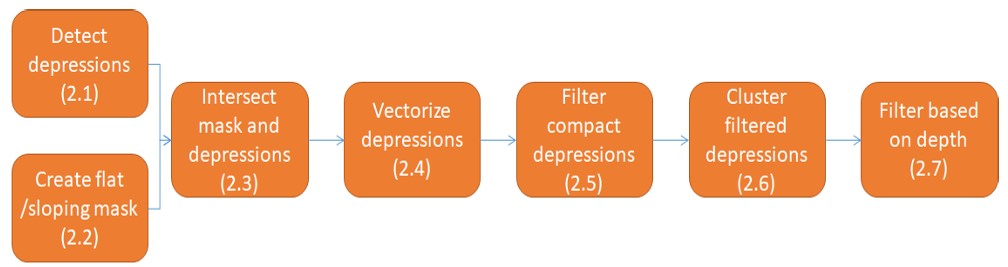 Detect
depressions
(2.1)
Create flat
/sloping mask
(2.2)
Intersect
mask and
depressions
(2.3)
Vectorize
depressions
(2.4)
Filter
compact
depressions
(2.5)
Cluster
filtered
depressions
(2.6)
Filter based
on depth
(2.7)